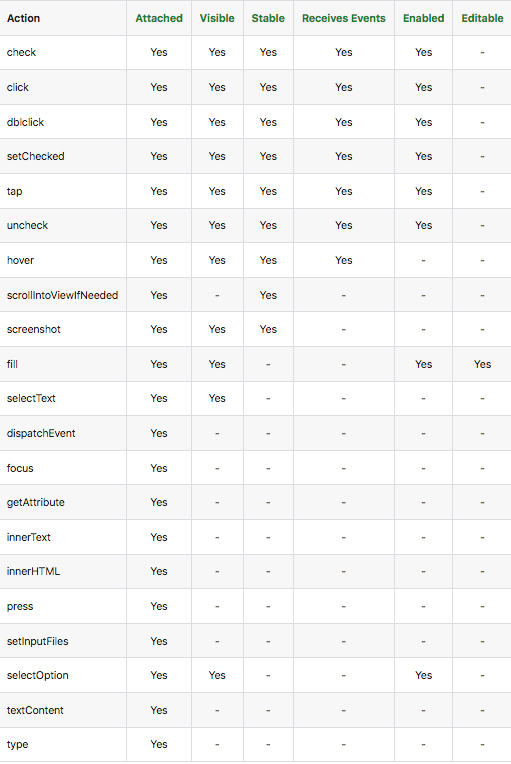 Action Attached Visible Stable Receives Events Enabled Editable
check Yes Yes Yes Yes Yes -
click Yes Yes Yes Yes Yes -
dblclick Yes Yes Yes Yes Yes -
setChecked Yes Yes Yes Yes Yes -
tap Yes Yes Yes Yes Yes -
uncheck Yes Yes Yes Yes Yes -
hover Yes Yes Yes Yes - -
scrollIntoViewIfNeeded Yes - Yes - - -
screenshot Yes Yes Yes - - -
fill Yes Yes - - Yes Yes
selectText Yes Yes - - - -
dispatchEvent Yes - - - - -
focus Yes - - - - -
getAttribute Yes - - - - -
innerText Yes - - - - -
innerHTML Yes - - - - -
press Yes - - - - -
setInputFiles Yes - - - - -
selectOption Yes Yes - - Yes -
textContent Yes - - - - -
type Yes - - - - -